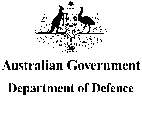 Australian Government
Department of Defence